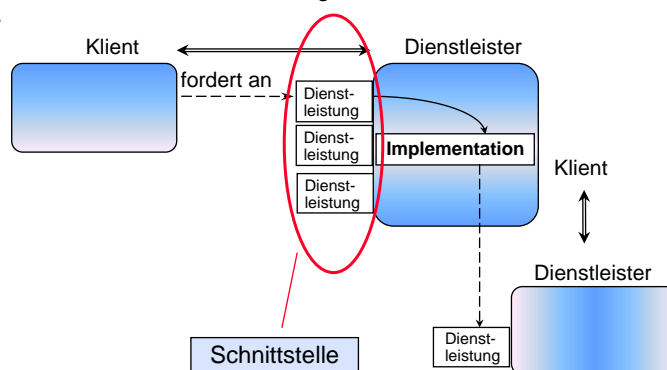 Klient
Dienstleister
fordert an
Dienst-
leistung
Dienst-
leistung
Implementation
Dienst-
leistung
Klient
Dienstleister
Dienst-
leistung
Schnittstelle